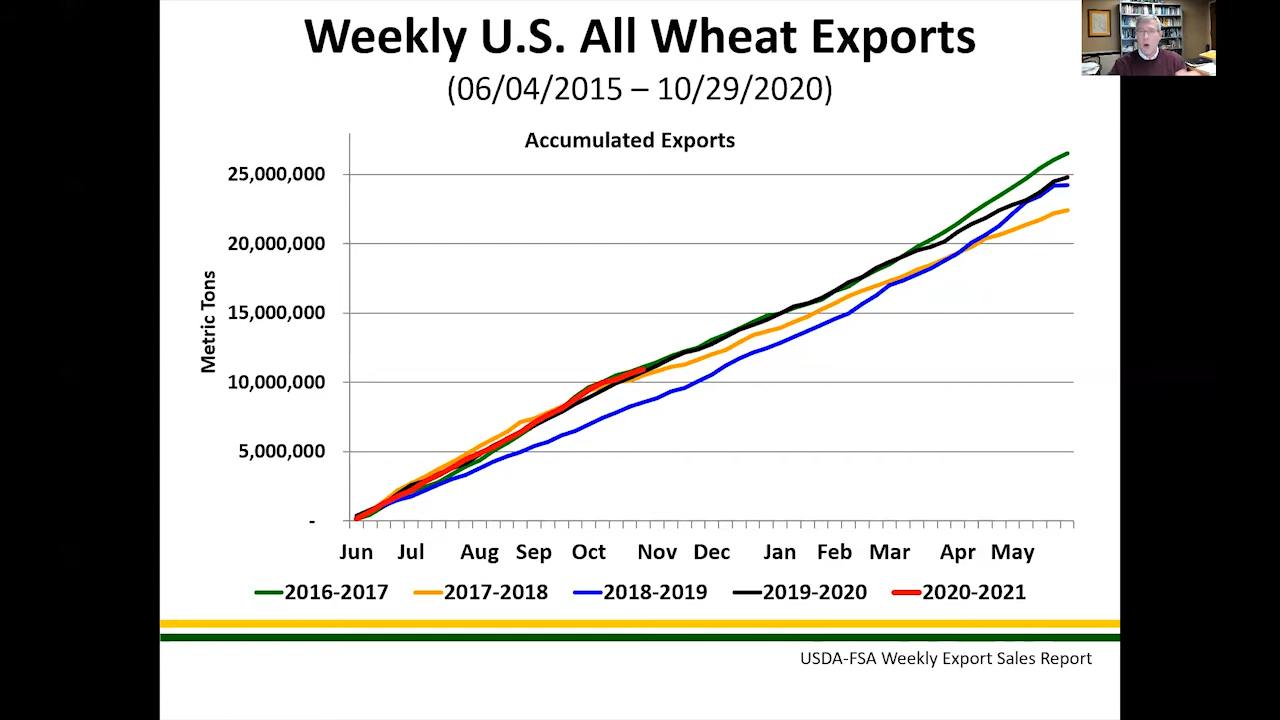 Weekly U.S. All Wheat Exports
(06/04/2015 – 10/29/2020)
Accumulated Exports
Metric Tons
25,000,000
20,000,000
15,000,000
10,000,000
5,000,000
-
Jun Jul Aug Sep Oct Nov Dec Jan Feb Mar Apr May
2016-2017 2017-2018 2018-2019 2019-2020 2020-2021
USDA-FSA Weekly Export Sales Report